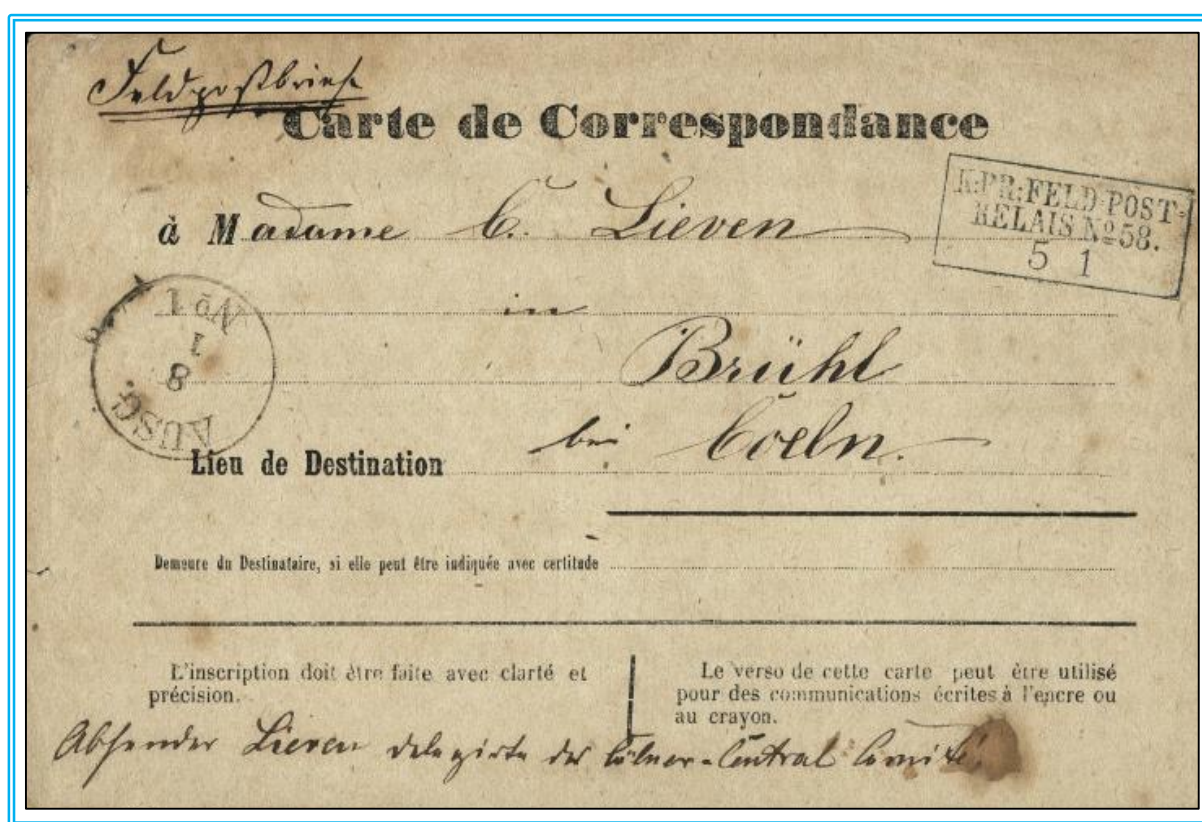 Feldpostbrief
Carte de Correspondance
K:PR:FELD-POST-
RELAIS No 58.
5 1
à Madame C. Lieven
in
No 1
1
8
AUSG.
Brühl
bei Coeln.
Lieu de Destination
Demeure du Destinataire, si elle peut être indiquée avec certitude
L'inscription doit être faite avec clarté et
précision.
Le verso de cette carte peut être utilisé
pour des communications écrites à l'encre ou
au crayon.
Absender Lieven delegirte des Cölner-Central Comité.